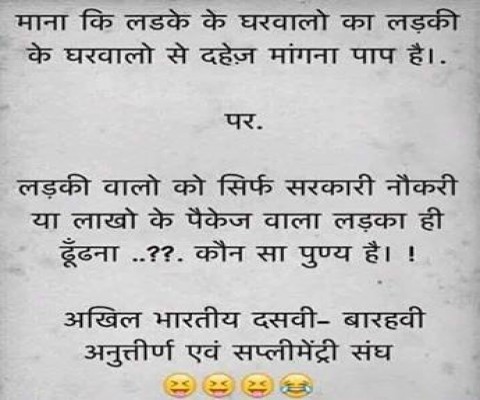 माना कि लडके के घरवालो का लड़की
के घरवालो से दहेज़ मांगना पाप है।.
पर.
लड़की वालो को सिर्फ सरकारी नौकरी
या लाखो के पैकेज वाला लड़का ही
ढूँढना ..??. कौन सा पुण्य है। !
अखिल भारतीय दसवी– बारहवी
अनुत्तीर्ण एवं सप्लीमेंट्री संघ
😝😝😝😂